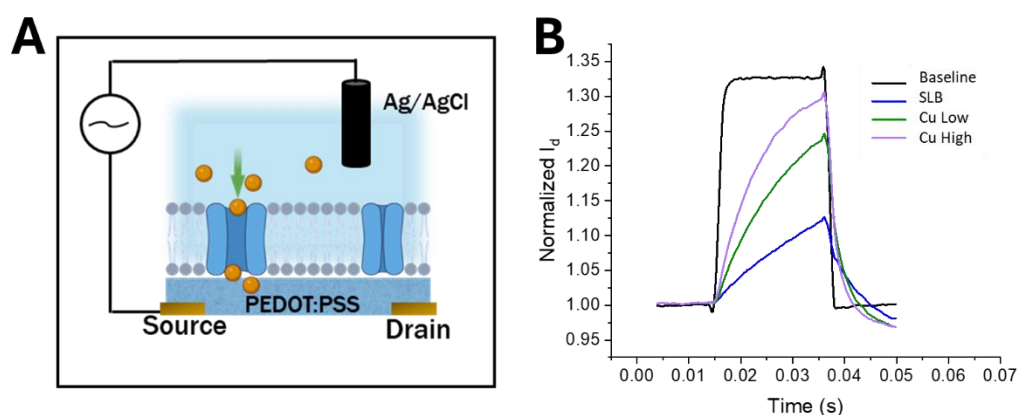 A
Ag/AgCl
PEDOT:PSS
Source
Drain
B
Normalized I_d
1.35
1.30
1.25
1.20
1.15
1.10
1.05
1.00
0.95
Baseline
SLB
Cu Low
Cu High
0.00 0.01 0.02 0.03 0.04 0.05 0.06 0.07
Time (s)